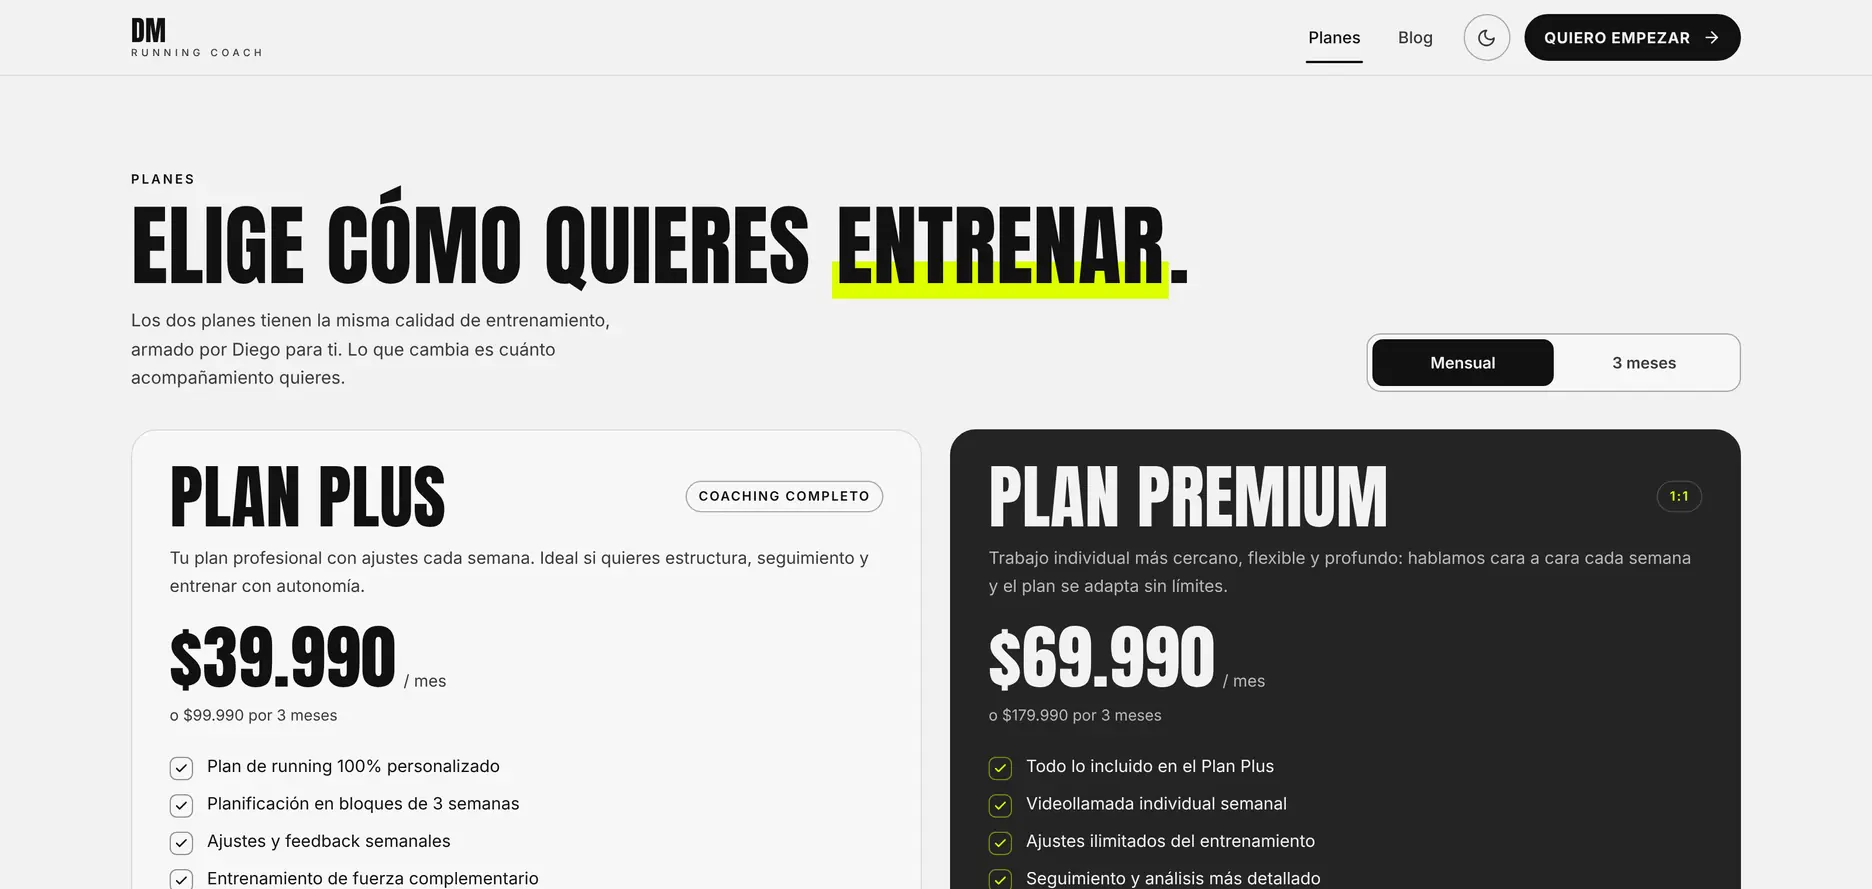 DM
RUNNING COACH
Planes
Blog
QUIERO EMPEZAR
PLANES
ELIGE CÓMO QUIERES ENTRENAR.
Los dos planes tienen la misma calidad de entrenamiento,
armado por Diego para ti. Lo que cambia es cuánto
acompañamiento quieres.
Mensual
3 meses
PLAN PLUS
COACHING COMPLETO
Tu plan profesional con ajustes cada semana. Ideal si quieres estructura, seguimiento y
entrenar con autonomía.
$39.990 / mes
o $99.990 por 3 meses
Plan de running 100% personalizado
Planificación en bloques de 3 semanas
Ajustes y feedback semanales
Entrenamiento de fuerza complementario
PLAN PREMIUM
1:1
Trabajo individual más cercano, flexible y profundo: hablamos cara a cara cada semana
y el plan se adapta sin límites.
$69.990 / mes
o $179.990 por 3 meses
Todo lo incluido en el Plan Plus
Videollamada individual semanal
Ajustes ilimitados del entrenamiento
Seguimiento y análisis más detallado